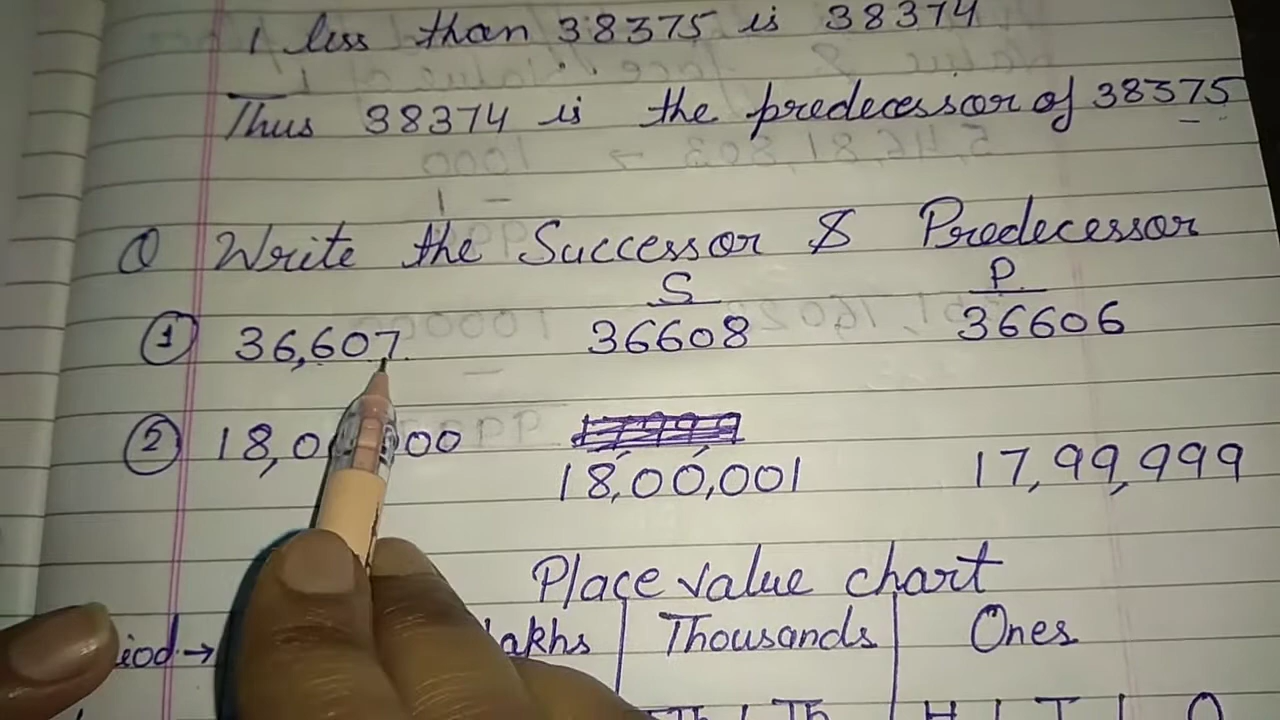 1 less than 38375 is 38374
Thus 38374 is the predecessor of 38375
Q Write the Successor & Predecessor
S P
① 36,607 36608 36606
② 18,0 00 18,00,001 17,99,999
Place value chart
iod → lakhs Thousands Ones
Th H T O